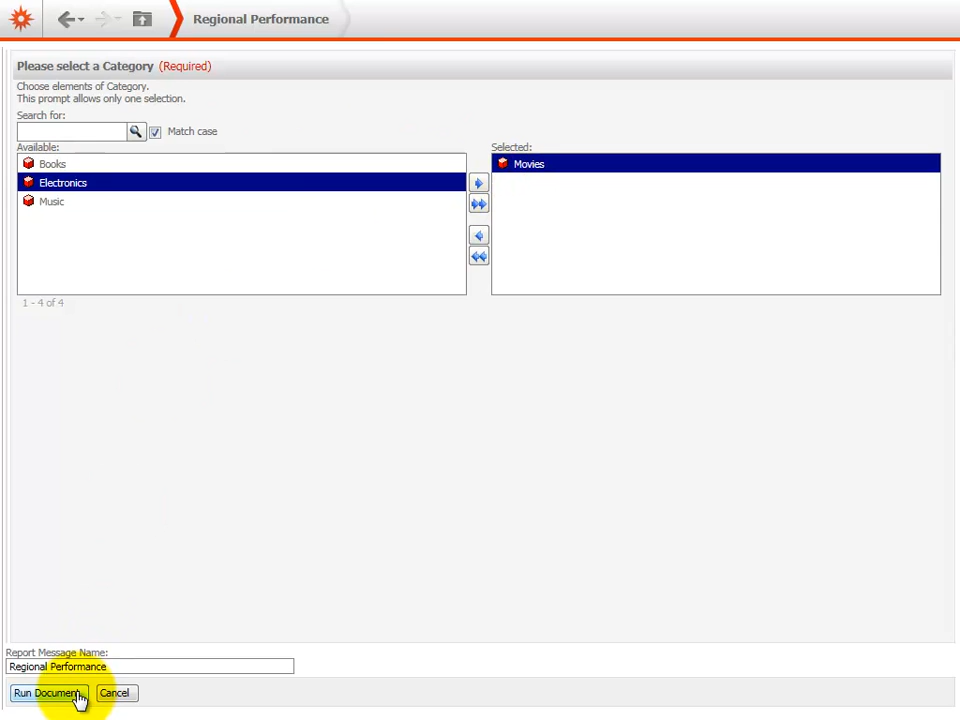 Regional Performance
Please select a Category (Required)
Choose elements of Category.
This prompt allows only one selection.
Search for:
Match case
Available:
Books
Electronics
Music
1 - 4 of 4
Selected:
Movies
Report Message Name:
Regional Performance
Run Document Cancel